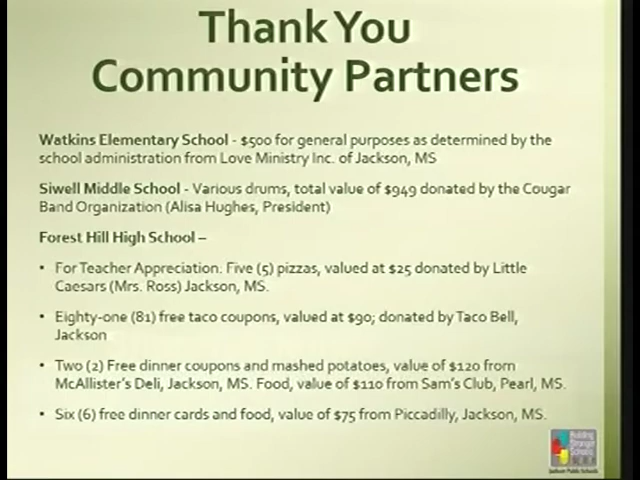 Thank You
Community Partners
Watkins Elementary School - $500 for general purposes as determined by the
school administration from Love Ministry Inc. of Jackson, MS
Siwell Middle School - Various drums, total value of $949 donated by the Cougar
Band Organization (Alisa Hughes, President)
Forest Hill High School –
• For Teacher Appreciation: Five (5) pizzas, valued at $25 donated by Little
Caesars (Mrs. Ross) Jackson, MS.
• Eighty-one (81) free taco coupons, valued at $90; donated by Taco Bell,
Jackson
• Two (2) Free dinner coupons and mashed potatoes, value of $120 from
McAllister's Deli, Jackson, MS. Food, value of $110 from Sam's Club, Pearl, MS.
• Six (6) free dinner cards and food, value of $75 from Piccadilly, Jackson, MS.
Building
Stronger
Schools
Jackson Public Schools